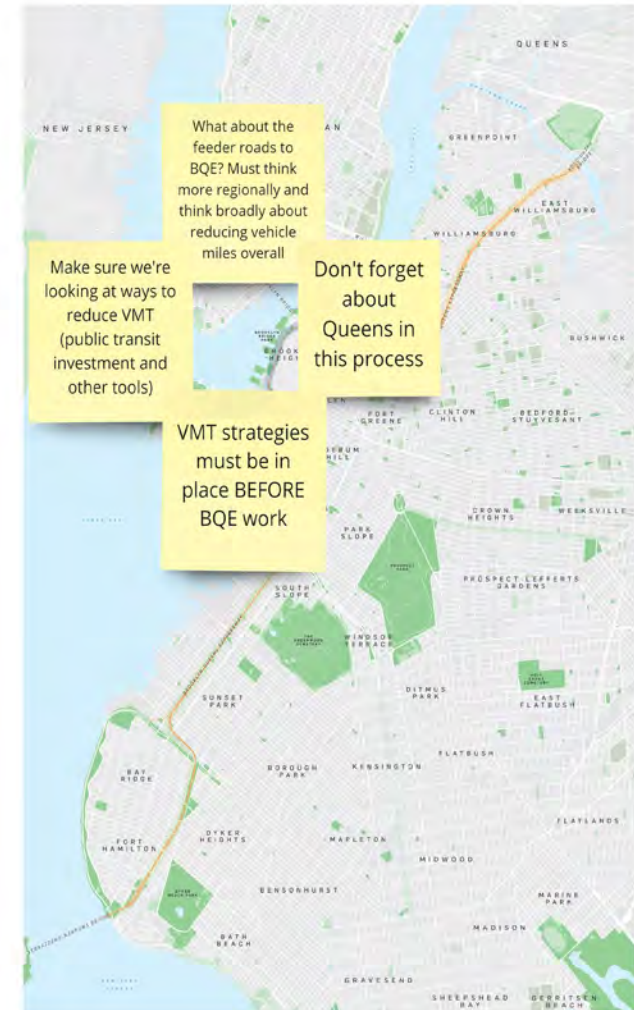 QUEENS
NEW JERSEY
What about the
feeder roads to
BQE? Must think
more regionally and
think broadly about
reducing vehicle
miles overall
AN
GREENPOINT
EAST
WILLIAMSBURG
WILLIAMSBURG
Make sure we're
looking at ways to
reduce VMT
(public transit
investment and
other tools)
Don't forget
about
Queens in
this process
BUSHWICK
VMT strategies
must be in
place BEFORE
BQE work
FORT
GREENE
CLINTON
HILL
BEDFORD-
STUYVESANT
HILL
CROWN
HEIGHTS
WEEKSVILLE
PARK
SLOPE
PROSPECT LEFFERTS
GARDENS
SOUTH
SLOPE
WINDSOR
TERRACE
DITMUS
PARK
EAST
FLATBUSH
SUNSET
PARK
FLATBUSH
BAY
RIDGE
BOROUGH
PARK
KENSINGTON
FLATLANDS
FORT
HAMILTON
DYKER
HEIGHTS
MAPLETON
MIDWOOD
BENSONHURST
MARINE
PARK
MADISON
BATH
BEACH
GRAVESEND
SHEEPSHEAD
BAY
GERRITSEN
BEACH